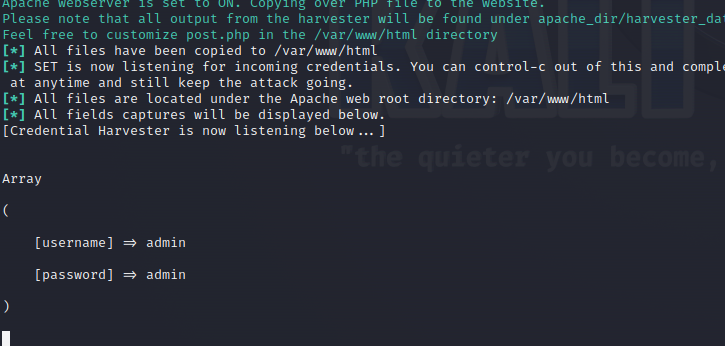 Apache webserver is set to ON. Copying over PHP file to the website.
Please note that all output from the harvester will be found under apache_dir/harvester_da
Feel free to customize post.php in the /var/www/html directory
[*] All files have been copied to /var/www/html
[*] SET is now listening for incoming credentials. You can control-c out of this and comple
at anytime and still keep the attack going.
[*] All files are located under the Apache web root directory: /var/www/html
[*] All fields captures will be displayed below.
[Credential Harvester is now listening below...]
"the quieter you become,
Array
(
[username] => admin
[password] => admin
)